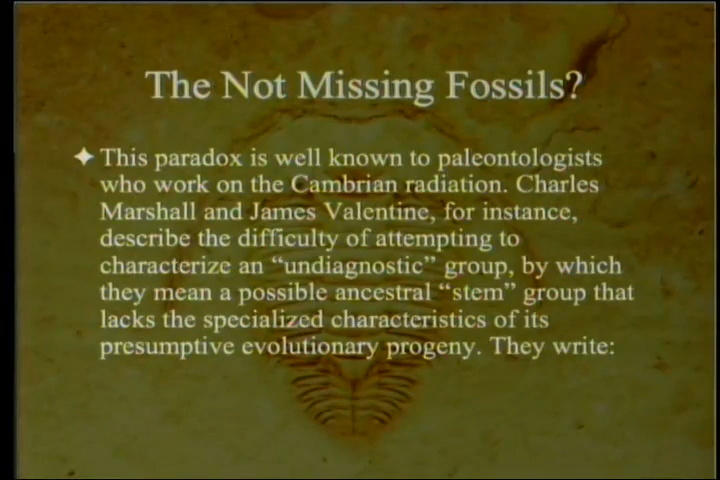 The Not Missing Fossils?
✦ This paradox is well known to paleontologists
who work on the Cambrian radiation. Charles
Marshall and James Valentine, for instance,
describe the difficulty of attempting to
characterize an “undiagnostic” group, by which
they mean a possible ancestral “stem” group that
lacks the specialized characteristics of its
presumptive evolutionary progeny. They write: